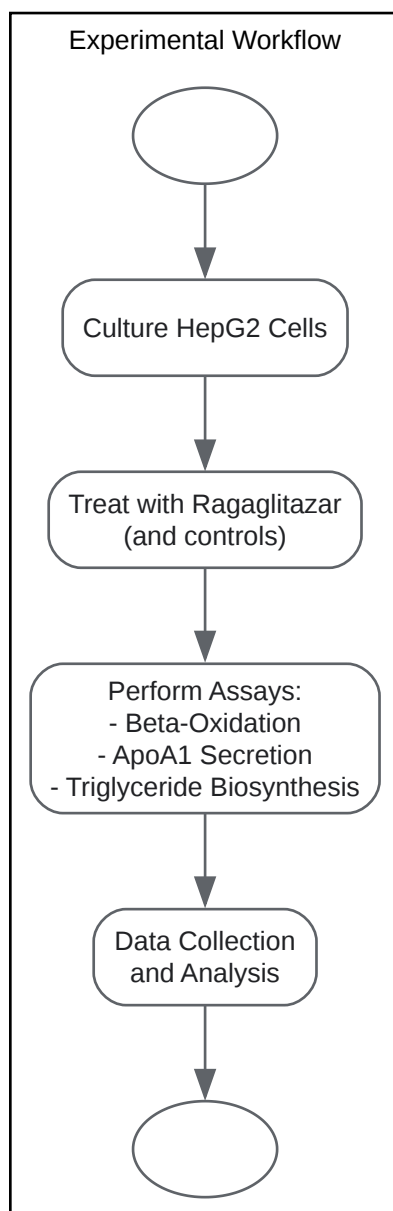 Experimental Workflow
Culture HepG2 Cells
Treat with Ragaglitazar
(and controls)
Perform Assays:
- Beta-Oxidation
- ApoA1 Secretion
- Triglyceride Biosynthesis
Data Collection
and Analysis